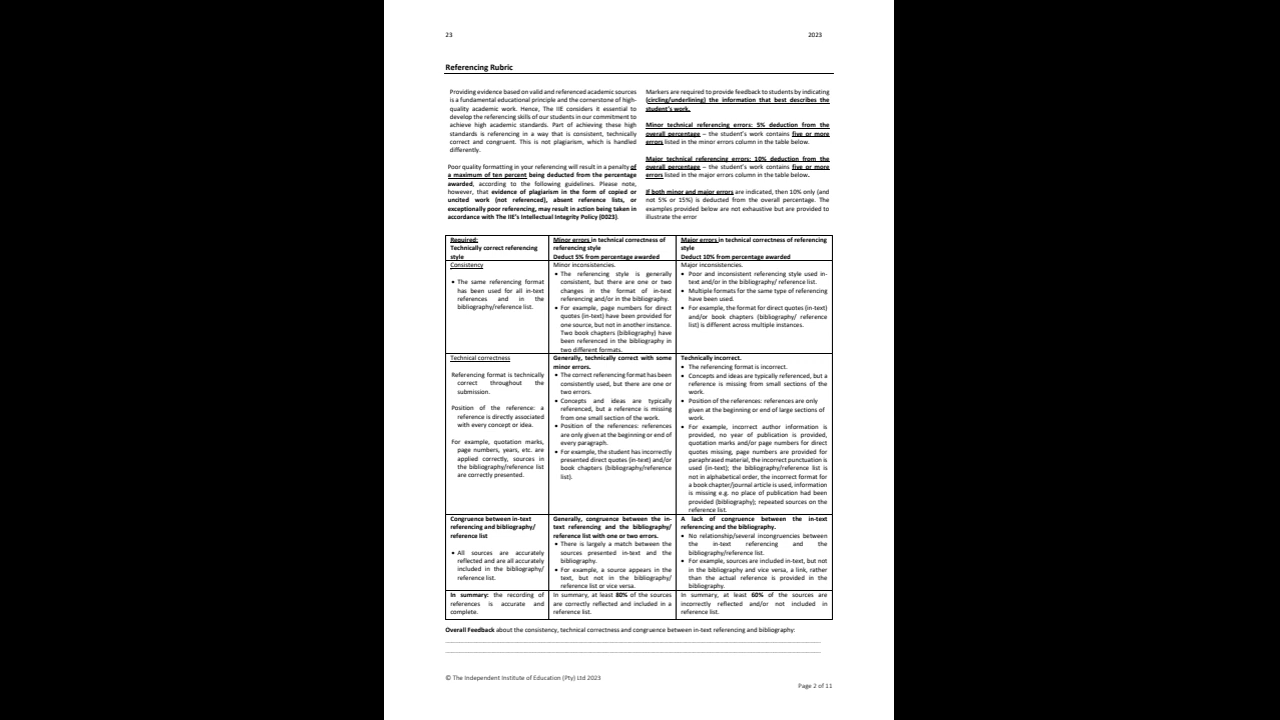 23 2023
Referencing Rubric
Providing evidence based on valid and referenced academic sources
is a fundamental educational principle and the cornerstone of high-
quality academic work. Hence, The IIE considers it essential to
develop the referencing skills of our students in our commitment to
achieve high academic standards. Part of achieving these high
standards is referencing in a way that is consistent, technically
correct and congruent. This is not plagiarism, which is handled
differently.
Poor quality formatting in your referencing will result in a penalty of
a maximum of ten percent being deducted from the percentage
awarded, according to the following guidelines. Please note,
however, that evidence of plagiarism in the form of copied or
uncited work (not referenced), absent reference lists, or
exceptionally poor referencing, may result in action being taken in
accordance with The IIE's Intellectual Integrity Policy (0023).
Markers are required to provide feedback to students by indicating
(circling/underlining) the information that best describes the
student's work.
Minor technical referencing errors: 5% deduction from the
overall percentage – the student's work contains five or more
errors listed in the minor errors column in the table below.
Major technical referencing errors: 10% deduction from the
overall percentage – the student's work contains five or more
errors listed in the major errors column in the table below.
If both minor and major errors are indicated, then 10% only (and
not 5% or 15%) is deducted from the overall percentage. The
examples provided below are not exhaustive but are provided to
illustrate the error
Required:
Technically correct referencing
style
Minor errors in technical correctness of
referencing style
Deduct 5% from percentage awarded
Major errors in technical correctness of referencing
style
Deduct 10% from percentage awarded
Consistency
• The same referencing format
has been used for all in-text
references and in the
bibliography/reference list.
Minor inconsistencies.
• The referencing style is generally
consistent, but there are one or two
changes in the format of in-text
referencing and/or in the bibliography.
• For example, page numbers for direct
quotes (in-text) have been provided for
one source, but not in another instance.
Two book chapters (bibliography) have
been referenced in the bibliography in
two different formats.
Major inconsistencies.
• Poor and inconsistent referencing style used in-
text and/or in the bibliography/ reference list.
• Multiple formats for the same type of referencing
have been used.
• For example, the format for direct quotes (in-text)
and/or book chapters (bibliography/ reference
list) is different across multiple instances.
Technical correctness
Referencing format is technically
correct throughout the
submission.
Position of the reference: a
reference is directly associated
with every concept or idea.
For example, quotation marks,
page numbers, years, etc. are
applied correctly, sources in
the bibliography/reference list
are correctly presented.
Generally, technically correct with some
minor errors.
• The correct referencing format has been
consistently used, but there are one or
two errors.
• Concepts and ideas are typically
referenced, but a reference is missing
from one small section of the work.
• Position of the references: references
are only given at the beginning or end of
every paragraph.
• For example, the student has incorrectly
presented direct quotes (in-text) and/or
book chapters (bibliography/reference
list).
Technically incorrect.
• The referencing format is incorrect.
• Concepts and ideas are typically referenced, but a
reference is missing from small sections of the
work.
• Position of the references: references are only
given at the beginning or end of large sections of
work.
• For example, incorrect author information is
provided, no year of publication is provided,
quotation marks and/or page numbers for direct
quotes missing, page numbers are provided for
paraphrased material, the incorrect punctuation is
used (in-text); the bibliography/reference list is
not in alphabetical order, the incorrect format for
a book chapter/journal article is used, information
is missing e.g. no place of publication had been
provided (bibliography); repeated sources on the
reference list.
Congruence between in-text
referencing and bibliography/
reference list
• All sources are accurately
reflected and are all accurately
included in the bibliography/
reference list.
Generally, congruence between the in-
text referencing and the bibliography/
reference list with one or two errors.
• There is largely a match between the
sources presented in-text and the
bibliography.
• For example, a source appears in the
text, but not in the bibliography/
reference list or vice versa.
A lack of congruence between the in-text
referencing and the bibliography.
• No relationship/several incongruencies between
the in-text referencing and the
bibliography/reference list.
• For example, sources are included in-text, but not
in the bibliography and vice versa, a link, rather
than the actual reference is provided in the
bibliography.
In summary: the recording of
references is accurate and
complete.
In summary, at least 80% of the sources
are correctly reflected and included in a
reference list.
In summary, at least 60% of the sources are
incorrectly reflected and/or not included in
reference list.
Overall Feedback about the consistency, technical correctness and congruence between in-text referencing and bibliography:
© The Independent Institute of Education (Pty) Ltd 2023
Page 2 of 11